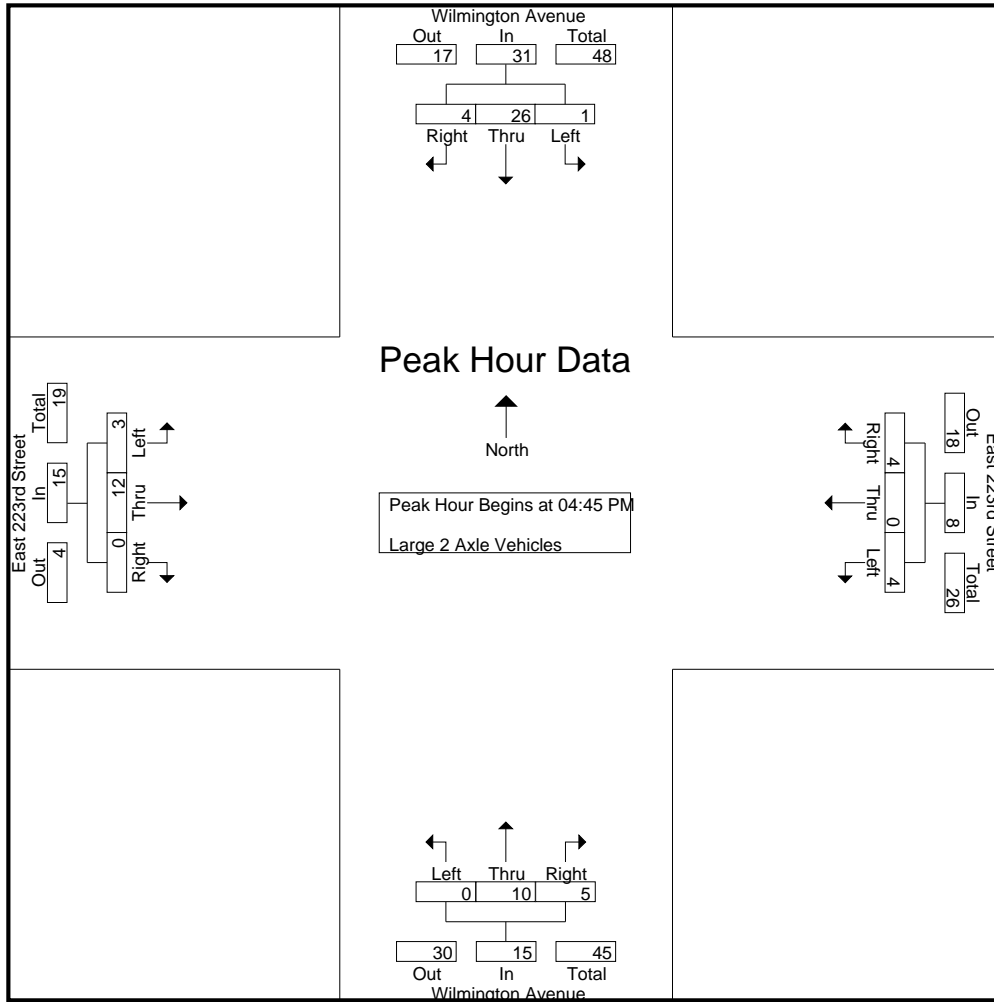 Wilmington Avenue
Out In Total
17 31 48
4 26 1
Right Thru Left
Peak Hour Data
North
Peak Hour Begins at 04:45 PM
Large 2 Axle Vehicles
East 223rd Street
Total In Out
19 15 4
3 12 0
Left Thru Right
East 223rd Street
Out In Total
18 8 26
4 0 4
Right Thru Left
Left Thru Right
0 10 5
30 15 45
Out In Total
Wilmington Avenue